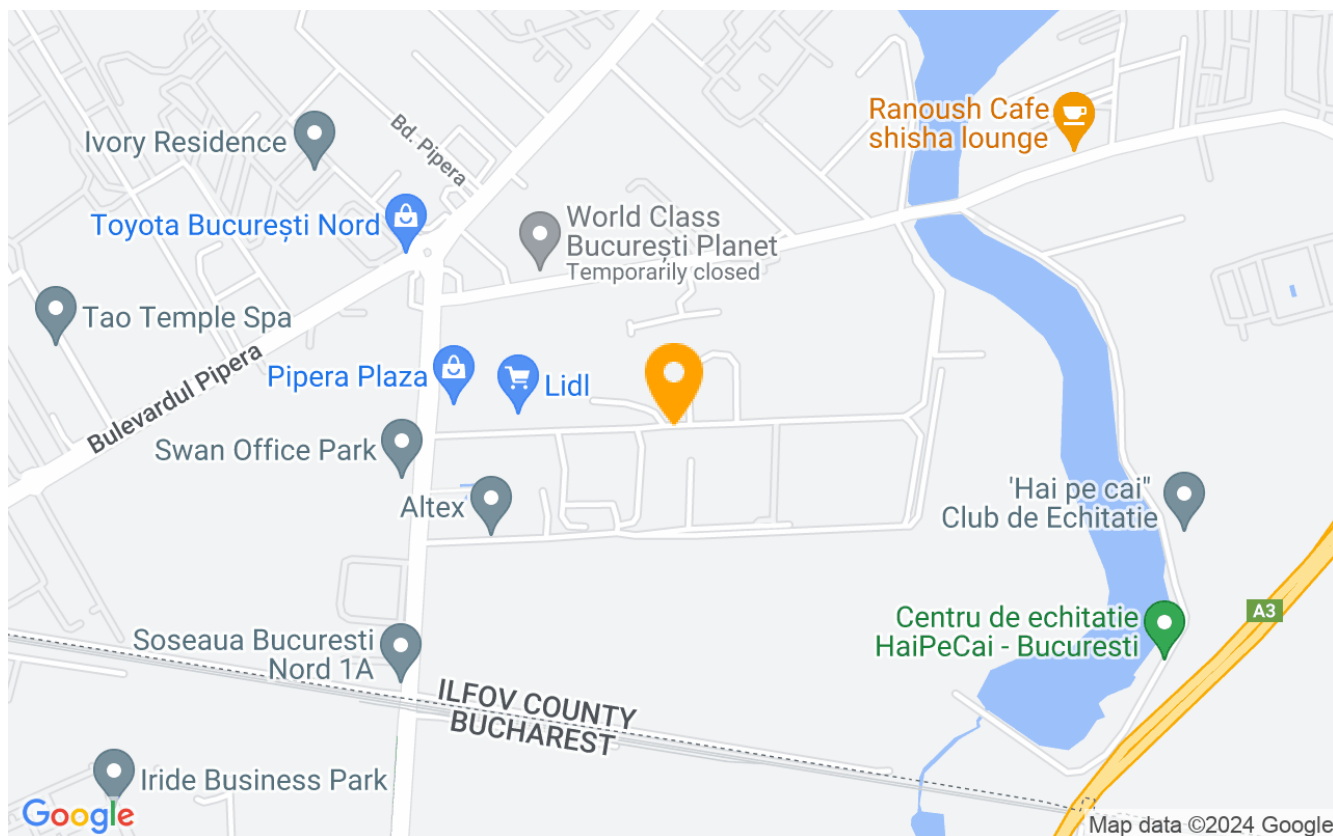 Ranoush Cafe
shisha lounge
Bd. Pipera
Ivory Residence
Toyota București Nord
World Class
București Planet
Temporarily closed
Tao Temple Spa
Bulevardul Pipera
Pipera Plaza
Lidl
Swan Office Park
Altex
'Hai pe cai"
Club de Echitatie
A3
Centru de echitatie
HaiPeCai - Bucuresti
Soseaua Bucuresti
Nord 1A
ILFOV COUNTY
BUCHAREST
Iride Business Park
Google
Map data ©2024 Google